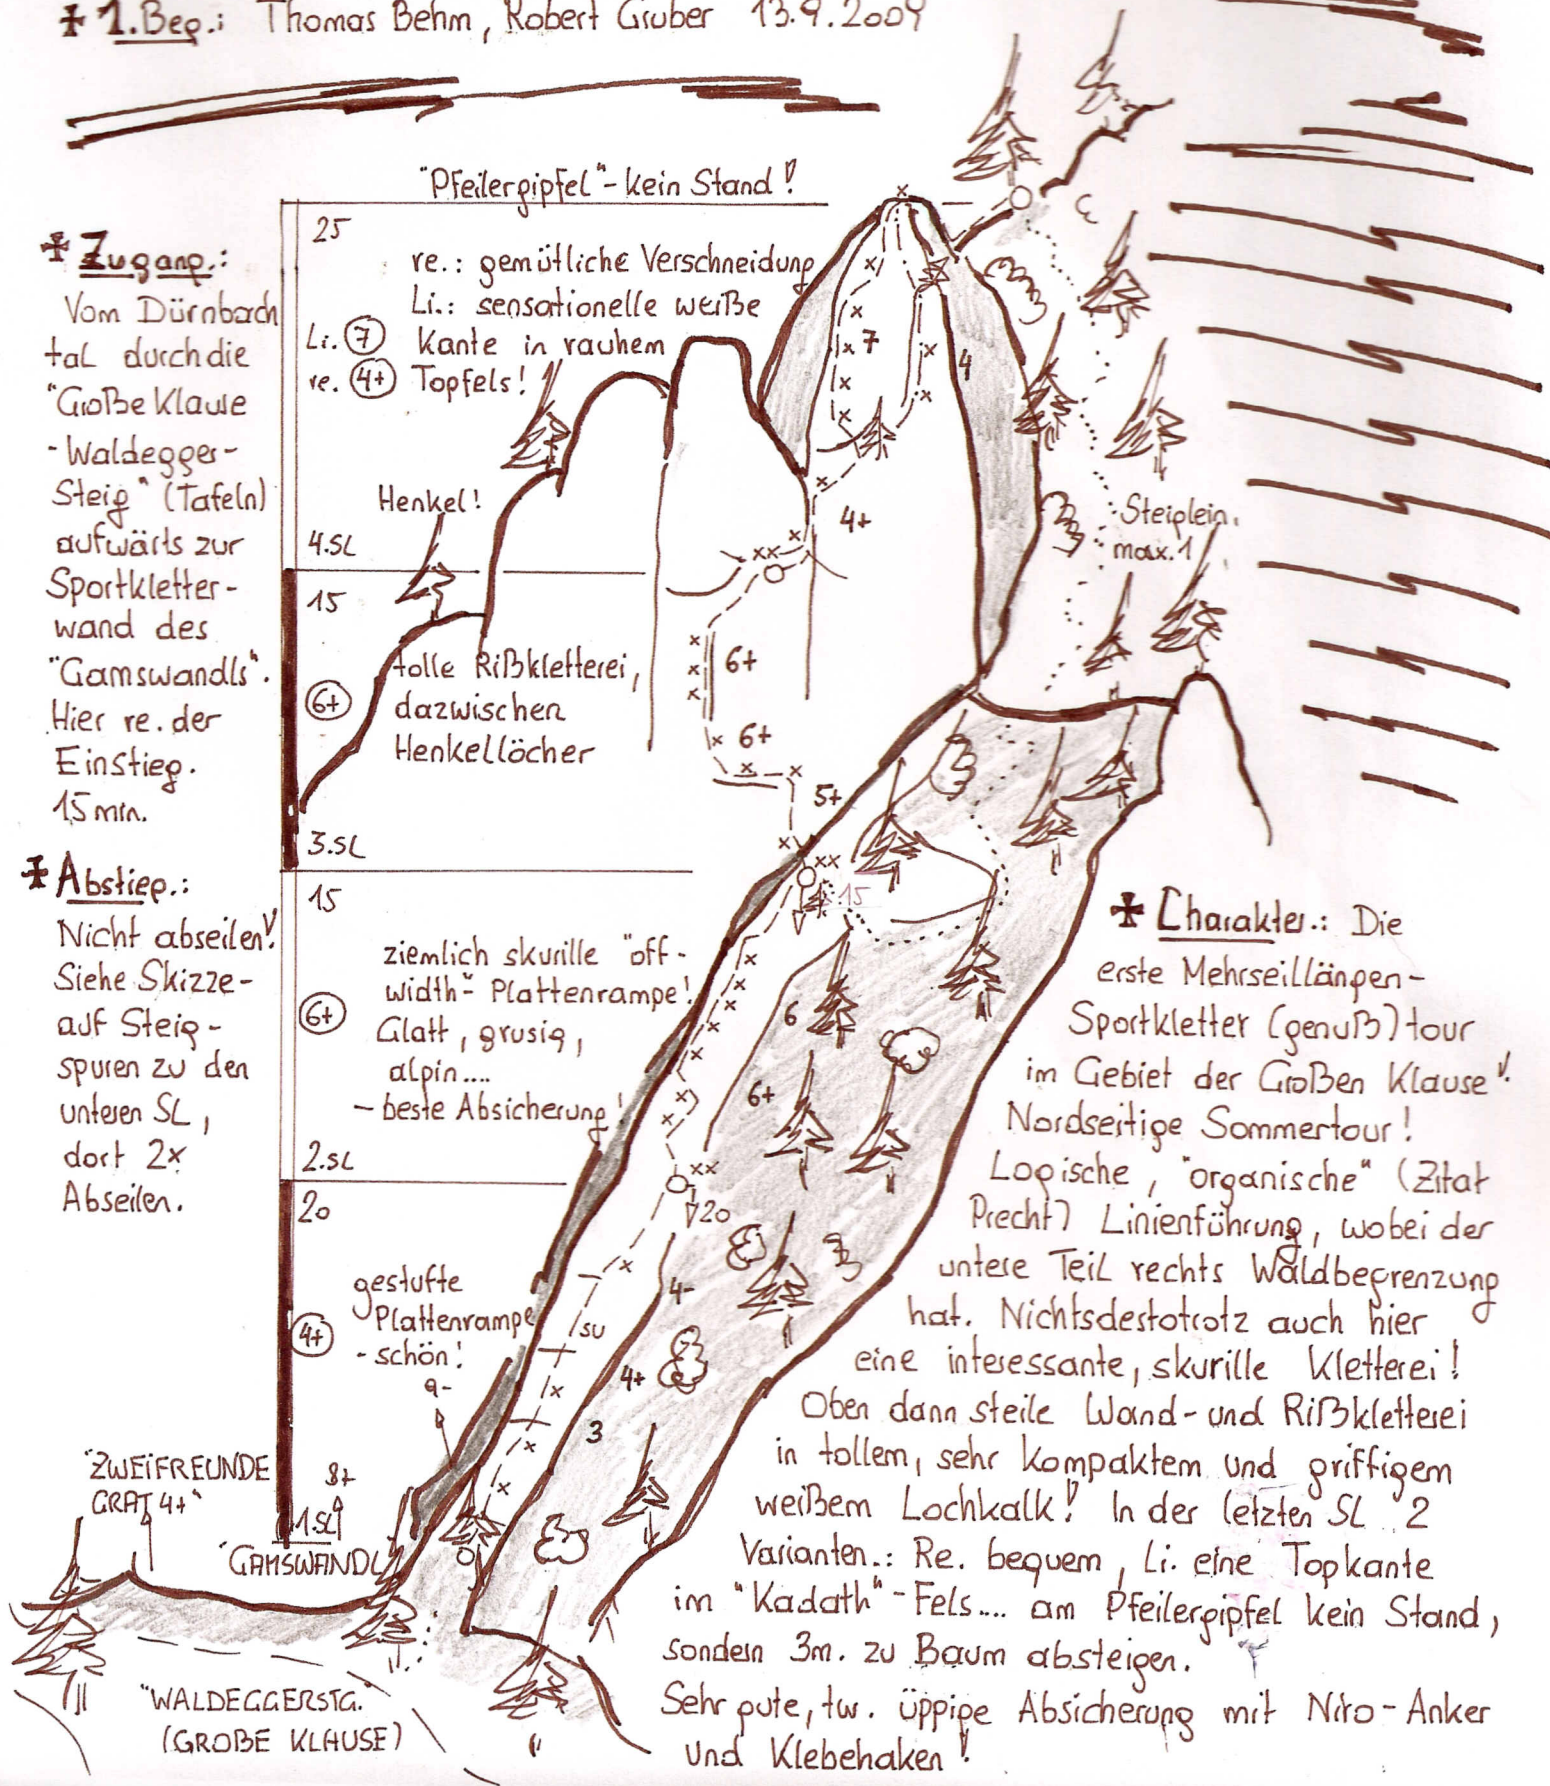 ✠ 1.Beg.: Thomas Behm, Robert Gruber 13.9.2009
"Pfeilergipfel"-kein Stand!
25
re.: gemütliche Verschneidung
Li.: sensationelle weiße
Li. 7 Kante in rauhem
re. 4+ Topfels!
Henkel!
4.SL
15
6+
tolle Rißkletterei,
dazwischen
Henkellöcher
3.SL
15
6+
ziemlich skurille "off-
width"- Plattenrampe!
Glatt, grusig,
alpin....
- beste Absicherung!
2.SL
20
4+
gestufte
Plattenrampe
- schön!
9-
8+
1.SL
✠ Zugang.:
Vom Dürnbach
tal durch die
"Große Klause
-Waldegger-
Steig" (Tafeln)
aufwärts zur
Sportkletter-
wand des
"Gamswandls".
Hier re. der
Einstieg.
15 min.
✠ Abstieg.:
Nicht abseilen!
Siehe Skizze-
auf Steig-
spuren zu den
unteren SL,
dort 2x
Abseilen.
"ZWEIFREUNDE
GRAT 4+"
"GAMSWANDL"
"WALDEGGERSTG."
(GROßE KLAUSE)
7
4
4+
Steiglein.
max.1
6+
6+
5+
15
6
6+
20
4-
SU
4+
3
✠ Charakter.: Die
erste Mehrseillängen-
Sportkletter (genuß) tour
im Gebiet der Großen Klause!
Nordseitige Sommertour!
Logische, "organische" (Zitat
Precht) Linienführung, wobei der
untere Teil rechts Waldbegrenzung
hat. Nichtsdestotrotz auch hier
eine interessante, skurille Kletterei!
Oben dann steile Wand- und Rißkletterei
in tollem, sehr kompaktem und griffigem
weißem Lochkalk! In der letzten SL 2
Varianten.: Re. bequem, Li. eine Topkante
im "Kadath"-Fels.... am Pfeilergipfel kein Stand,
sondern 3m. zu Baum absteigen.
Sehr gute, tw. üppige Absicherung mit Niro-Anker
und Klebehaken!